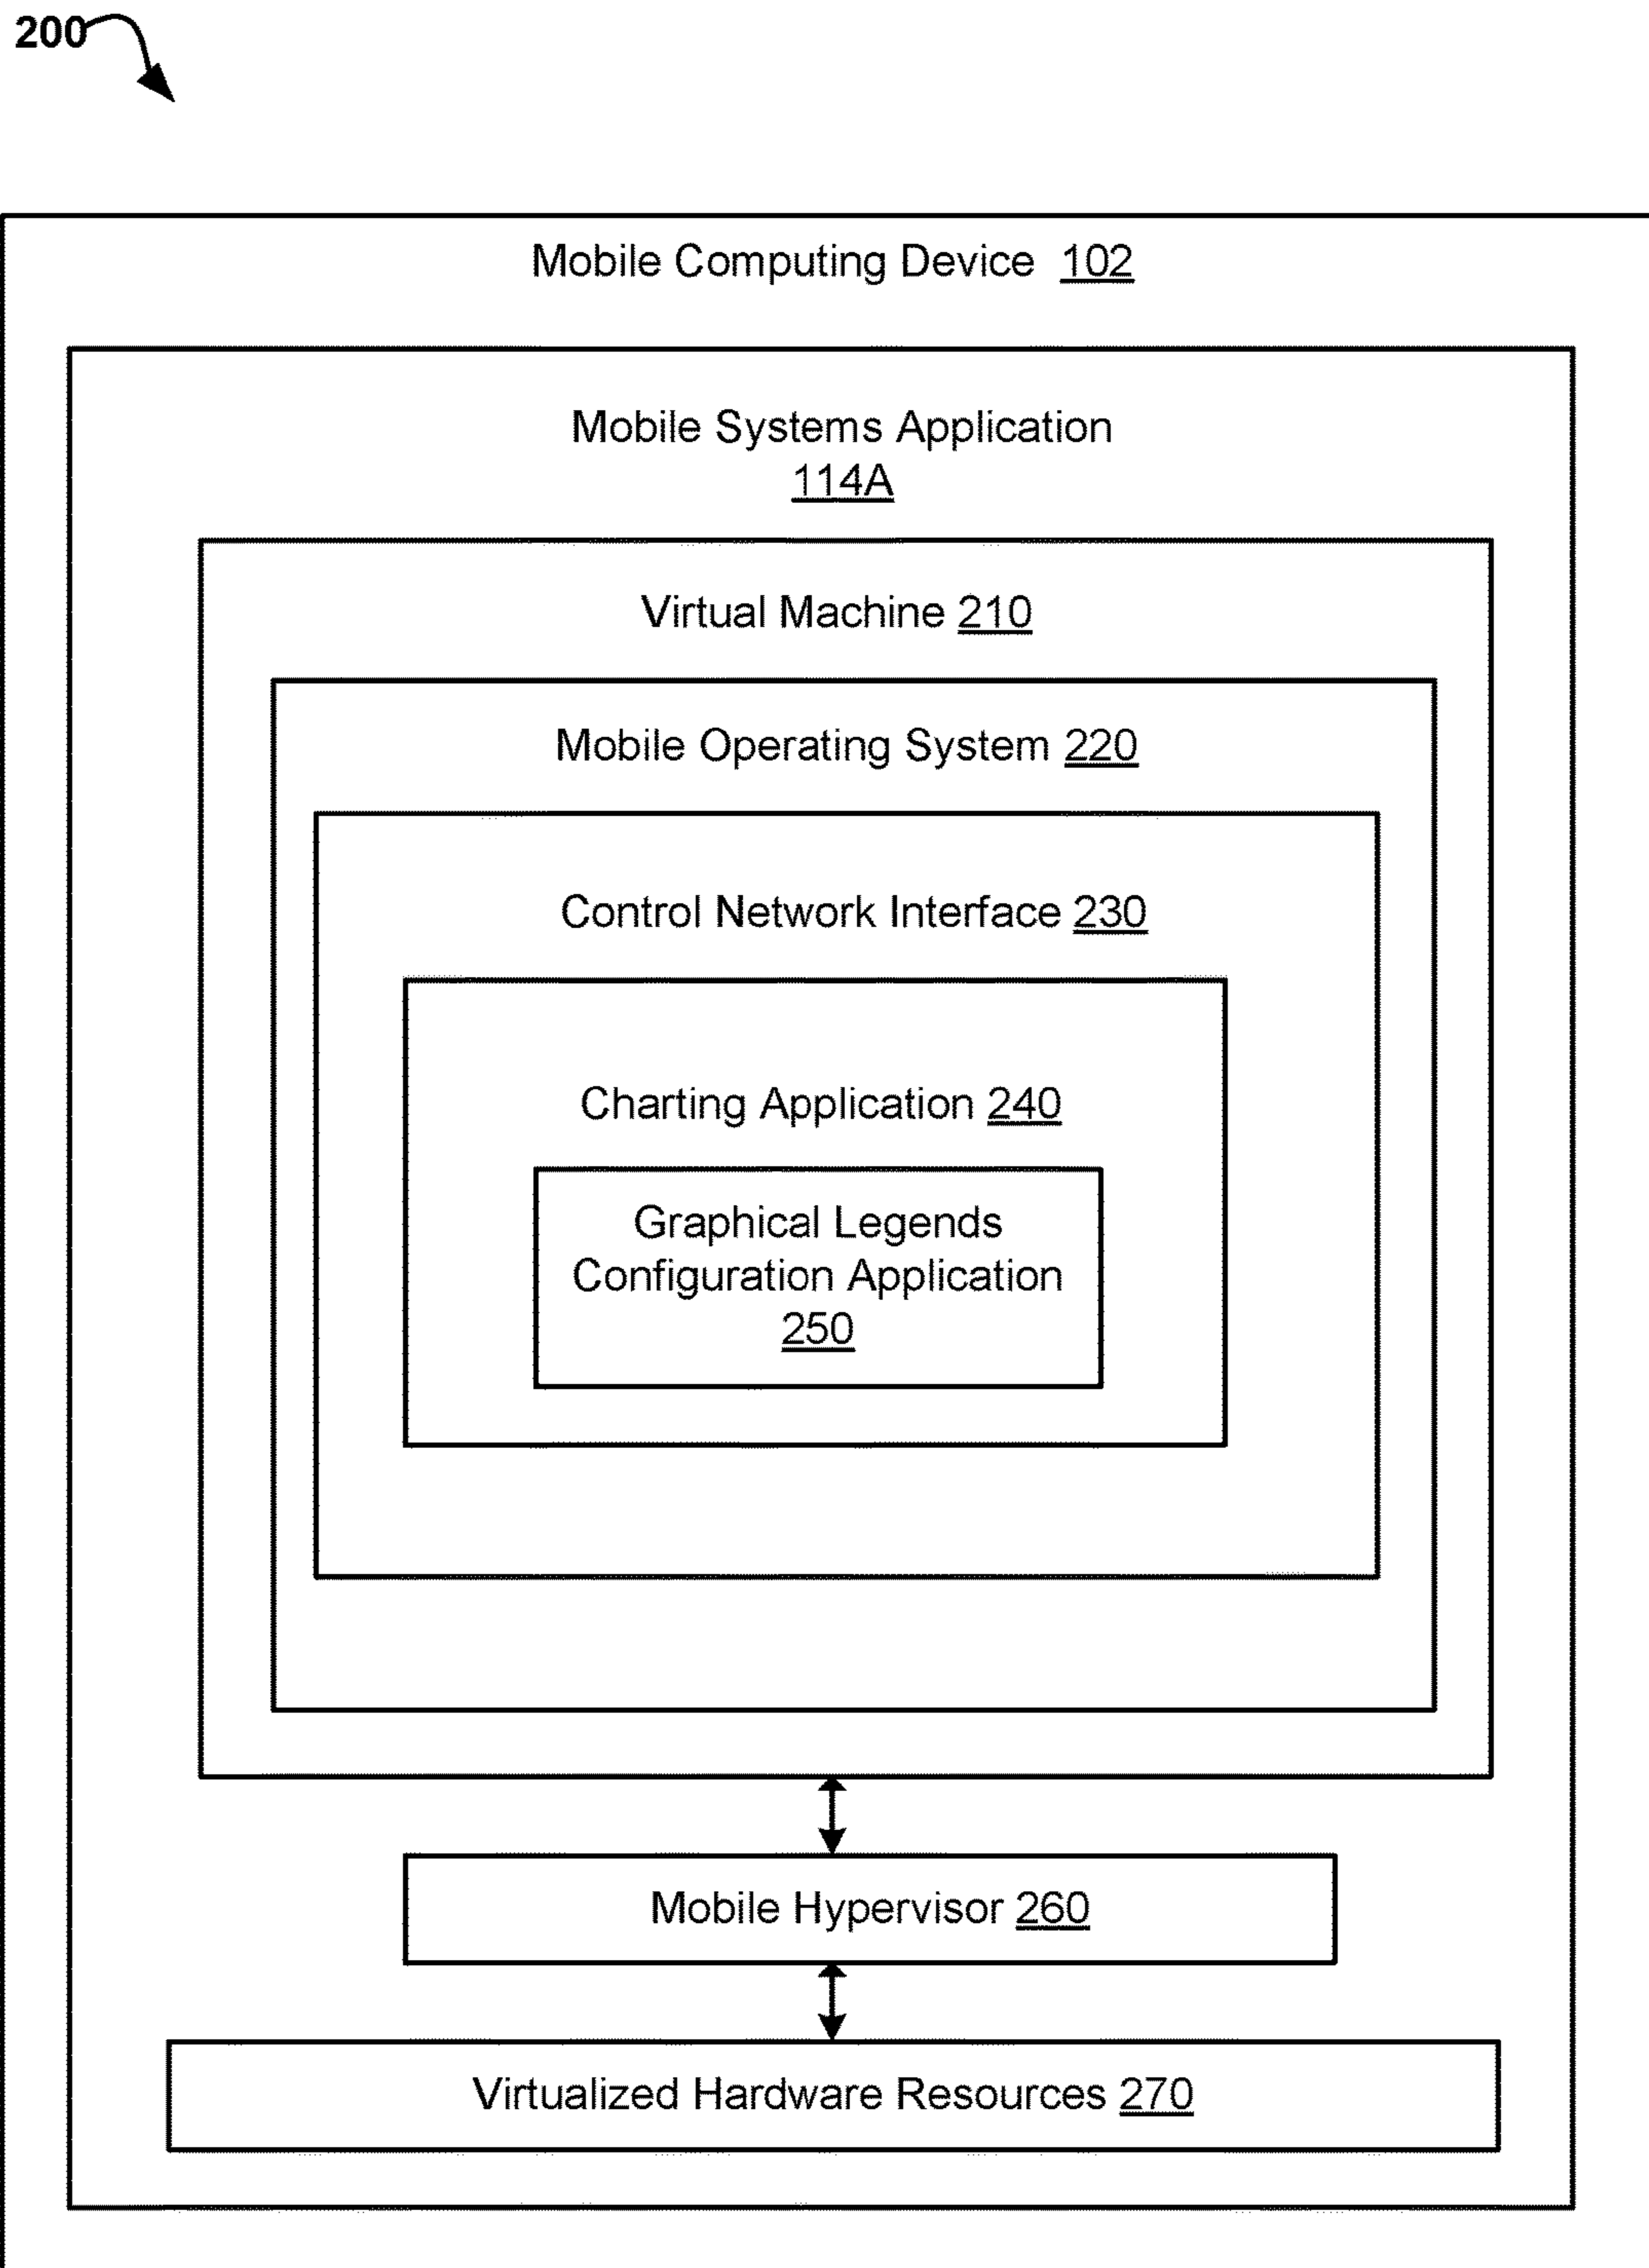 200
Mobile Computing Device 102
Mobile Systems Application
114A
Virtual Machine 210
Mobile Operating System 220
Control Network Interface 230
Charting Application 240
Graphical Legends
Configuration Application
250
Mobile Hypervisor 260
Virtualized Hardware Resources 270